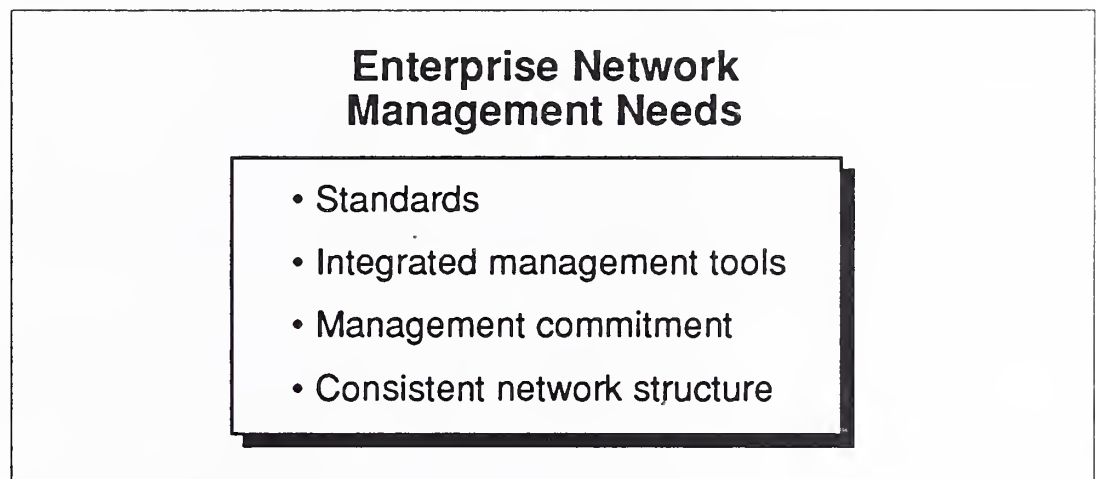 Enterprise Network
Management Needs
• Standards
• Integrated management tools
• Management commitment
• Consistent network structure